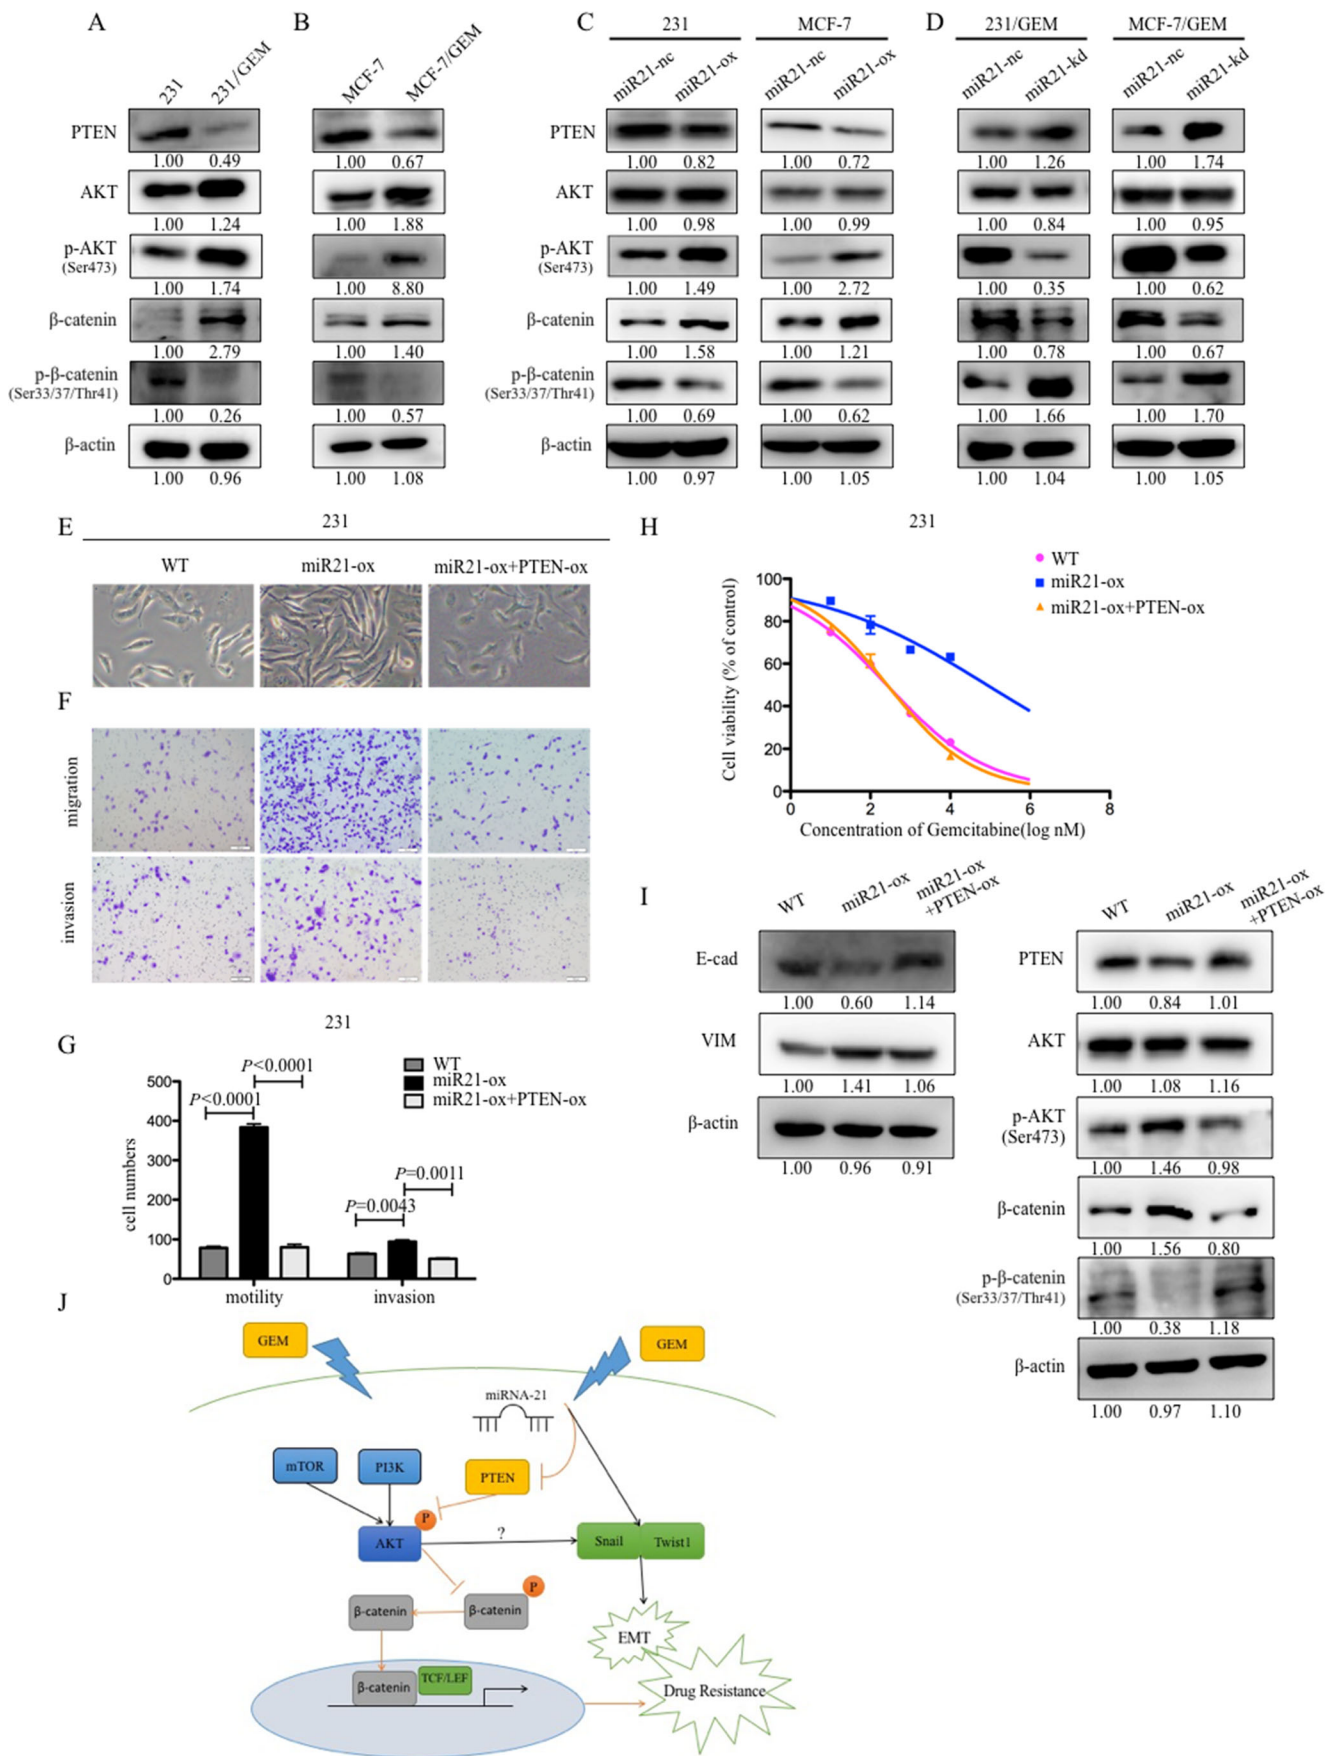 A
231
231/GEM
PTEN
1.00 0.49
AKT
1.00 1.24
p-AKT
(Ser473)
1.00 1.74
β-catenin
1.00 2.79
p-β-catenin
(Ser33/37/Thr41)
1.00 0.26
β-actin
1.00 0.96
B
MCF-7
MCF-7/GEM
1.00 0.67
1.00 1.88
1.00 8.80
1.00 1.40
1.00 0.57
1.00 1.08
C
231
MCF-7
miR21-nc
miR21-ox
miR21-nc
miR21-ox
PTEN
1.00 0.82
1.00 0.72
AKT
1.00 0.98
1.00 0.99
p-AKT
(Ser473)
1.00 1.49
1.00 2.72
β-catenin
1.00 1.58
1.00 1.21
p-β-catenin
(Ser33/37/Thr41)
1.00 0.69
1.00 0.62
β-actin
1.00 0.97
1.00 1.05
D
231/GEM
MCF-7/GEM
miR21-nc
miR21-kd
miR21-nc
miR21-kd
1.00 1.26
1.00 1.74
1.00 0.84
1.00 0.95
1.00 0.35
1.00 0.62
1.00 0.78
1.00 0.67
1.00 1.66
1.00 1.70
1.00 1.04
1.00 1.05
E
231
WT
miR21-ox
miR21-ox+PTEN-ox
F
migration
invasion
G
231
WT
miR21-ox
miR21-ox+PTEN-ox
P<0.0001
P<0.0001
P=0.0011
P=0.0043
cell numbers
500
400
300
200
100
0
motility
invasion
H
231
WT
miR21-ox
miR21-ox+PTEN-ox
Cell viability (% of control)
100
80
60
40
20
0
0 2 4 6 8
Concentration of Gemcitabine(log nM)
I
WT
miR21-ox
miR21-ox
+PTEN-ox
E-cad
1.00 0.60 1.14
VIM
1.00 1.41 1.06
β-actin
1.00 0.96 0.91
WT
miR21-ox
miR21-ox
+PTEN-ox
PTEN
1.00 0.84 1.01
AKT
1.00 1.08 1.16
p-AKT
(Ser473)
1.00 1.46 0.98
β-catenin
1.00 1.56 0.80
p-β-catenin
(Ser33/37/Thr41)
1.00 0.38 1.18
β-actin
1.00 0.97 1.10
J
GEM
GEM
miRNA-21
mTOR
PI3K
PTEN
P
AKT
?
Snail
Twist1
P
β-catenin
β-catenin
EMT
β-catenin
TCF/LEF
Drug Resistance